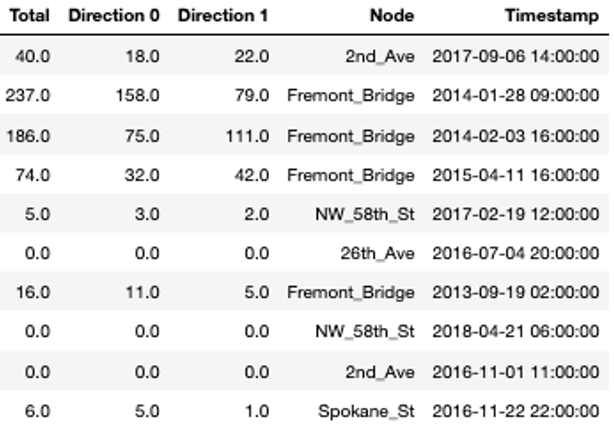 Total Direction 0 Direction 1 Node Timestamp
40.0 18.0 22.0 2nd_Ave 2017-09-06 14:00:00
237.0 158.0 79.0 Fremont_Bridge 2014-01-28 09:00:00
186.0 75.0 111.0 Fremont_Bridge 2014-02-03 16:00:00
74.0 32.0 42.0 Fremont_Bridge 2015-04-11 16:00:00
5.0 3.0 2.0 NW_58th_St 2017-02-19 12:00:00
0.0 0.0 0.0 26th_Ave 2016-07-04 20:00:00
16.0 11.0 5.0 Fremont_Bridge 2013-09-19 02:00:00
0.0 0.0 0.0 NW_58th_St 2018-04-21 06:00:00
0.0 0.0 0.0 2nd_Ave 2016-11-01 11:00:00
6.0 5.0 1.0 Spokane_St 2016-11-22 22:00:00